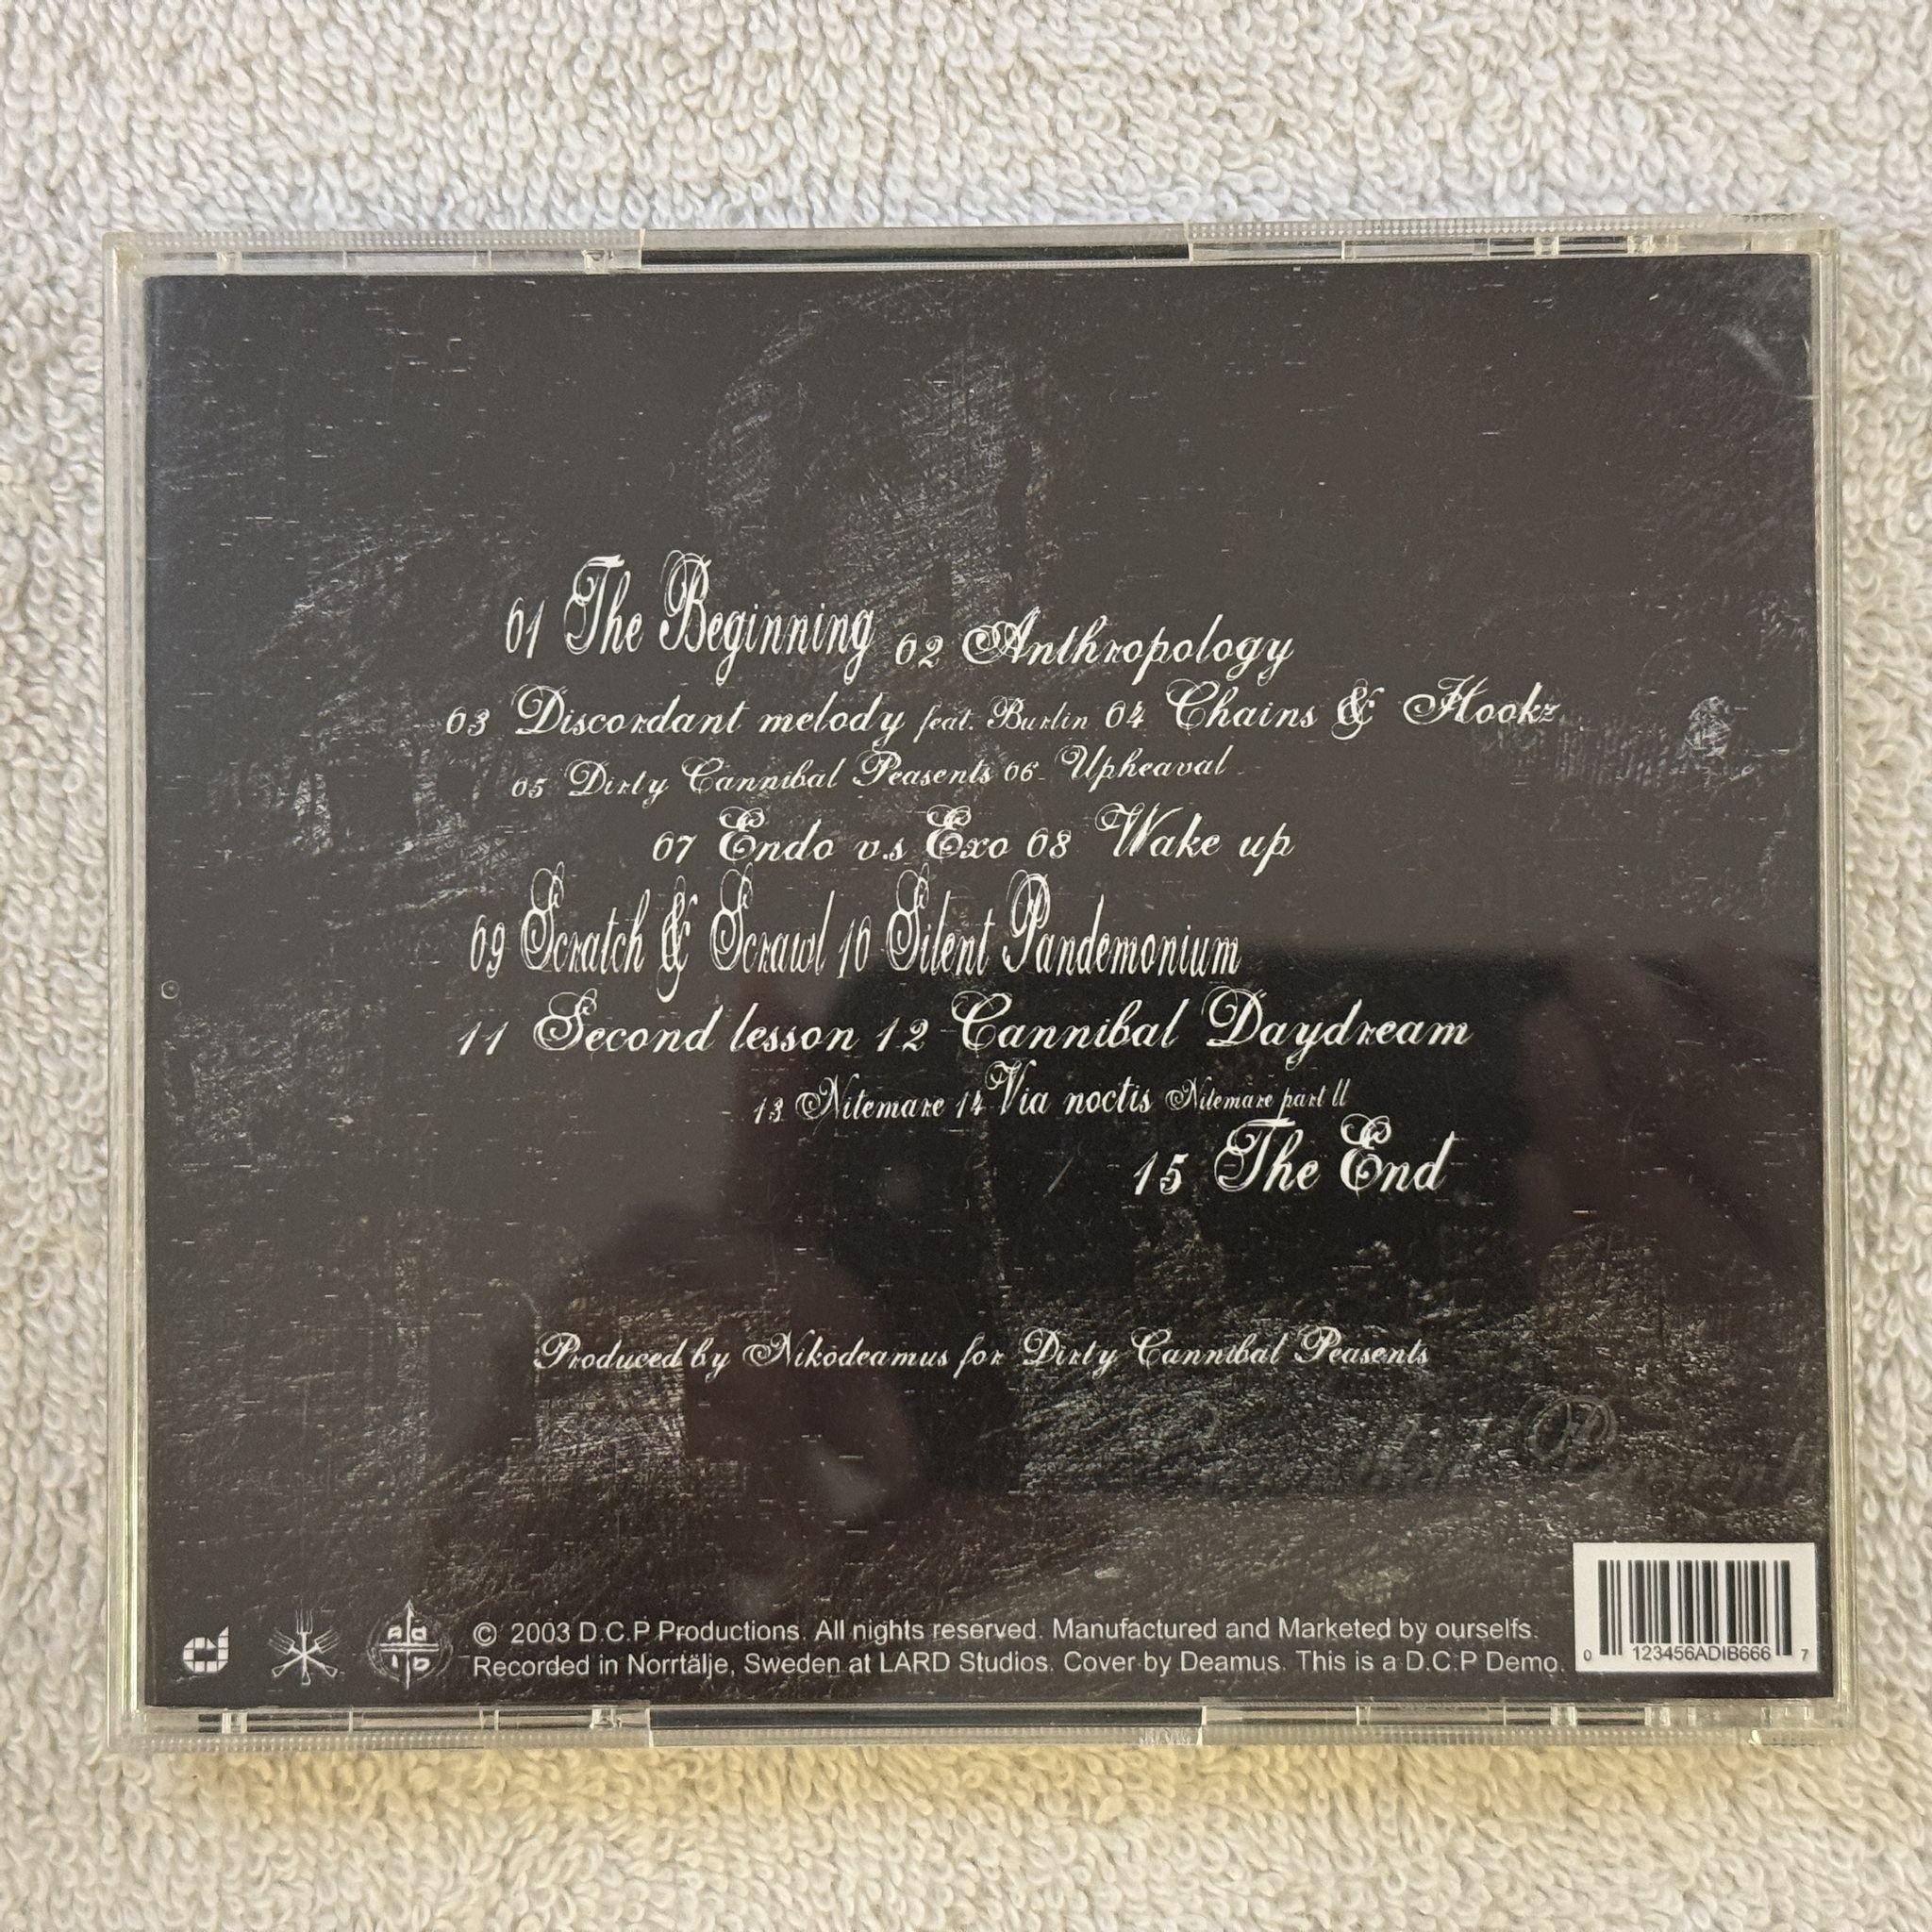 01 The Beginning 02 Anthropology
03 Discordant melody feat. Burlin 04 Chains & Hookz
05 Dirty Cannibal Peasents 06 Upheaval
07 Endo v.s Exo 08 Wake up
09 Scratch & Scrawl 10 Silent Pandemonium
11 Second lesson 12 Cannibal Daydream
13 Nitemare 14 Via noctis Nitemare part II
15 The End
Produced by Nikodeamus for Dirty Cannibal Peasents
© 2003 D.C.P Productions. All rights reserved. Manufactured and Marketed by ourselfs.
Recorded in Norrtälje, Sweden at LARD Studios. Cover by Deamus. This is a D.C.P Demo.
0 123456ADIB666 7